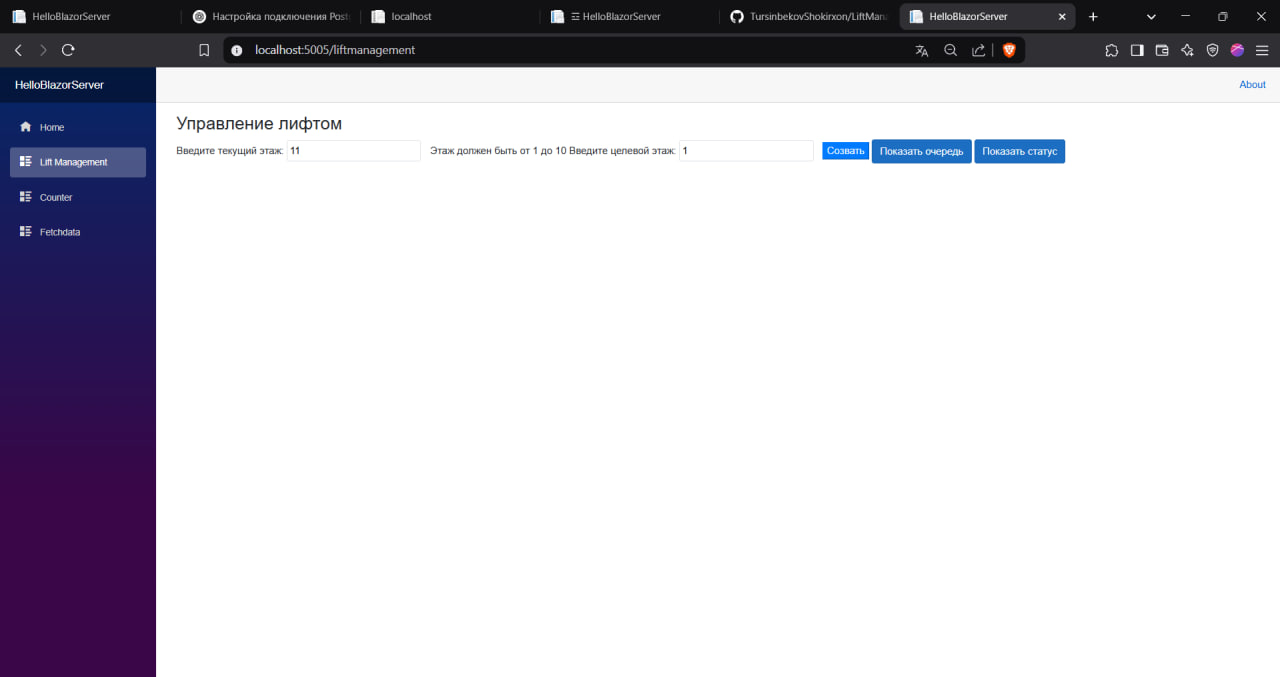 HelloBlazorServer Настройка подключения Post localhost ☲ HelloBlazorServer TursinbekovShokirxon/LiftMana HelloBlazorServer
localhost:5005/liftmanagement
HelloBlazorServer
About
Home
Lift Management
Counter
Fetchdata
Управление лифтом
Введите текущий этаж: 11 Этаж должен быть от 1 до 10 Введите целевой этаж: 1 Созвать Показать очередь Показать статус